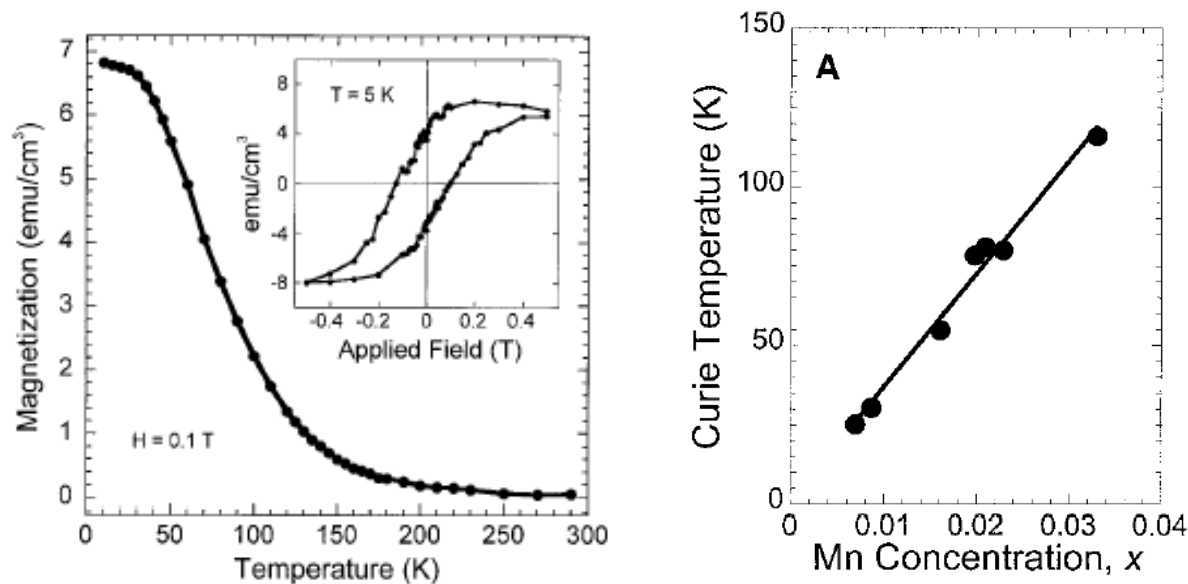 Magnetization (emu/cm³)
7
6
5
4
3
2
1
0
0 50 100 150 200 250 300
Temperature (K)
H = 0.1 T
T = 5 K
emu/cm³
8
4
0
-4
-8
-0.4 -0.2 0 0.2 0.4
Applied Field (T)
A
Curie Temperature (K)
150
100
50
0
0 0.01 0.02 0.03 0.04
Mn Concentration, x